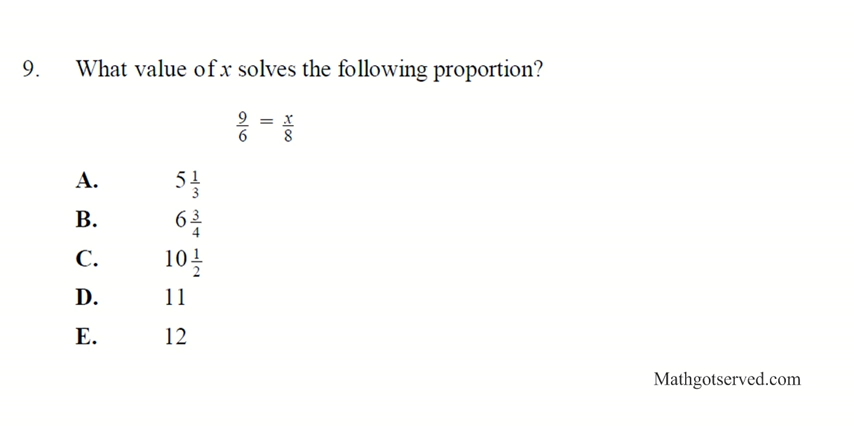 9. What value of x solves the following proportion?
9/6 = x/8
A. 5 1/3
B. 6 3/4
C. 10 1/2
D. 11
E. 12
Mathgotserved.com